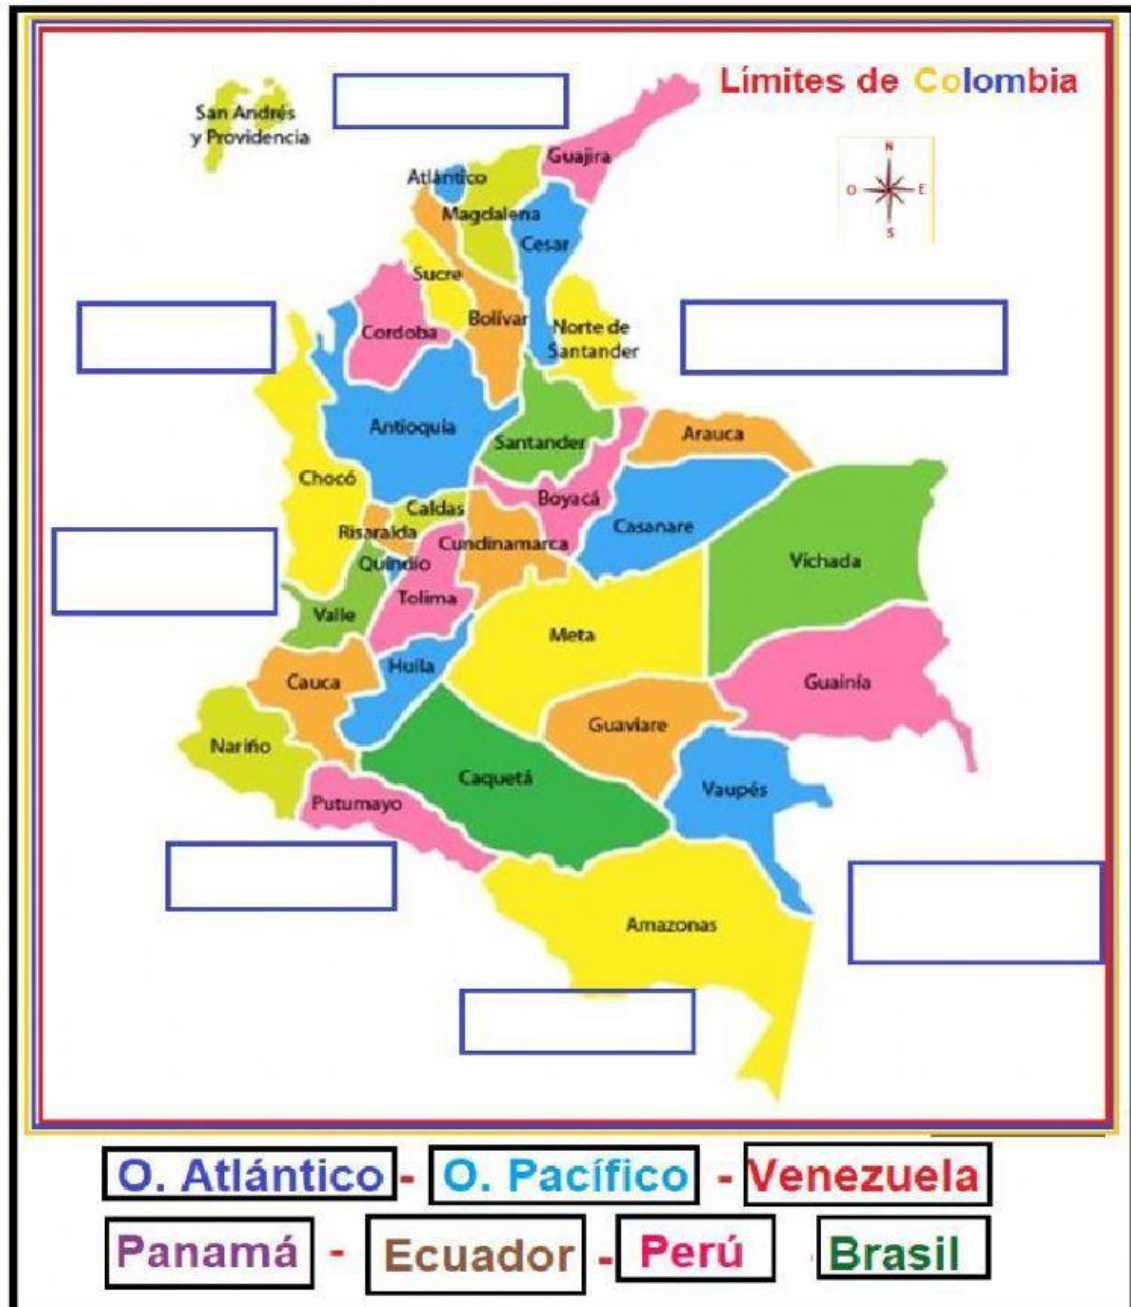 Límites de Colombia
San Andrés
y Providencia
N
O
E
S
Guajira
Atlántico
Magdalena
Cesar
Sucre
Bolívar
Cordoba
Norte de
Santander
Antioquia
Santander
Arauca
Chocó
Boyacá
Caldas
Casanare
Risaralda
Cundinamarca
Quindío
Vichada
Tolima
Valle
Meta
Huila
Cauca
Guainía
Guaviare
Nariño
Caquetá
Vaupés
Putumayo
Amazonas
O. Atlántico - O. Pacífico - Venezuela
Panamá - Ecuador - Perú Brasil